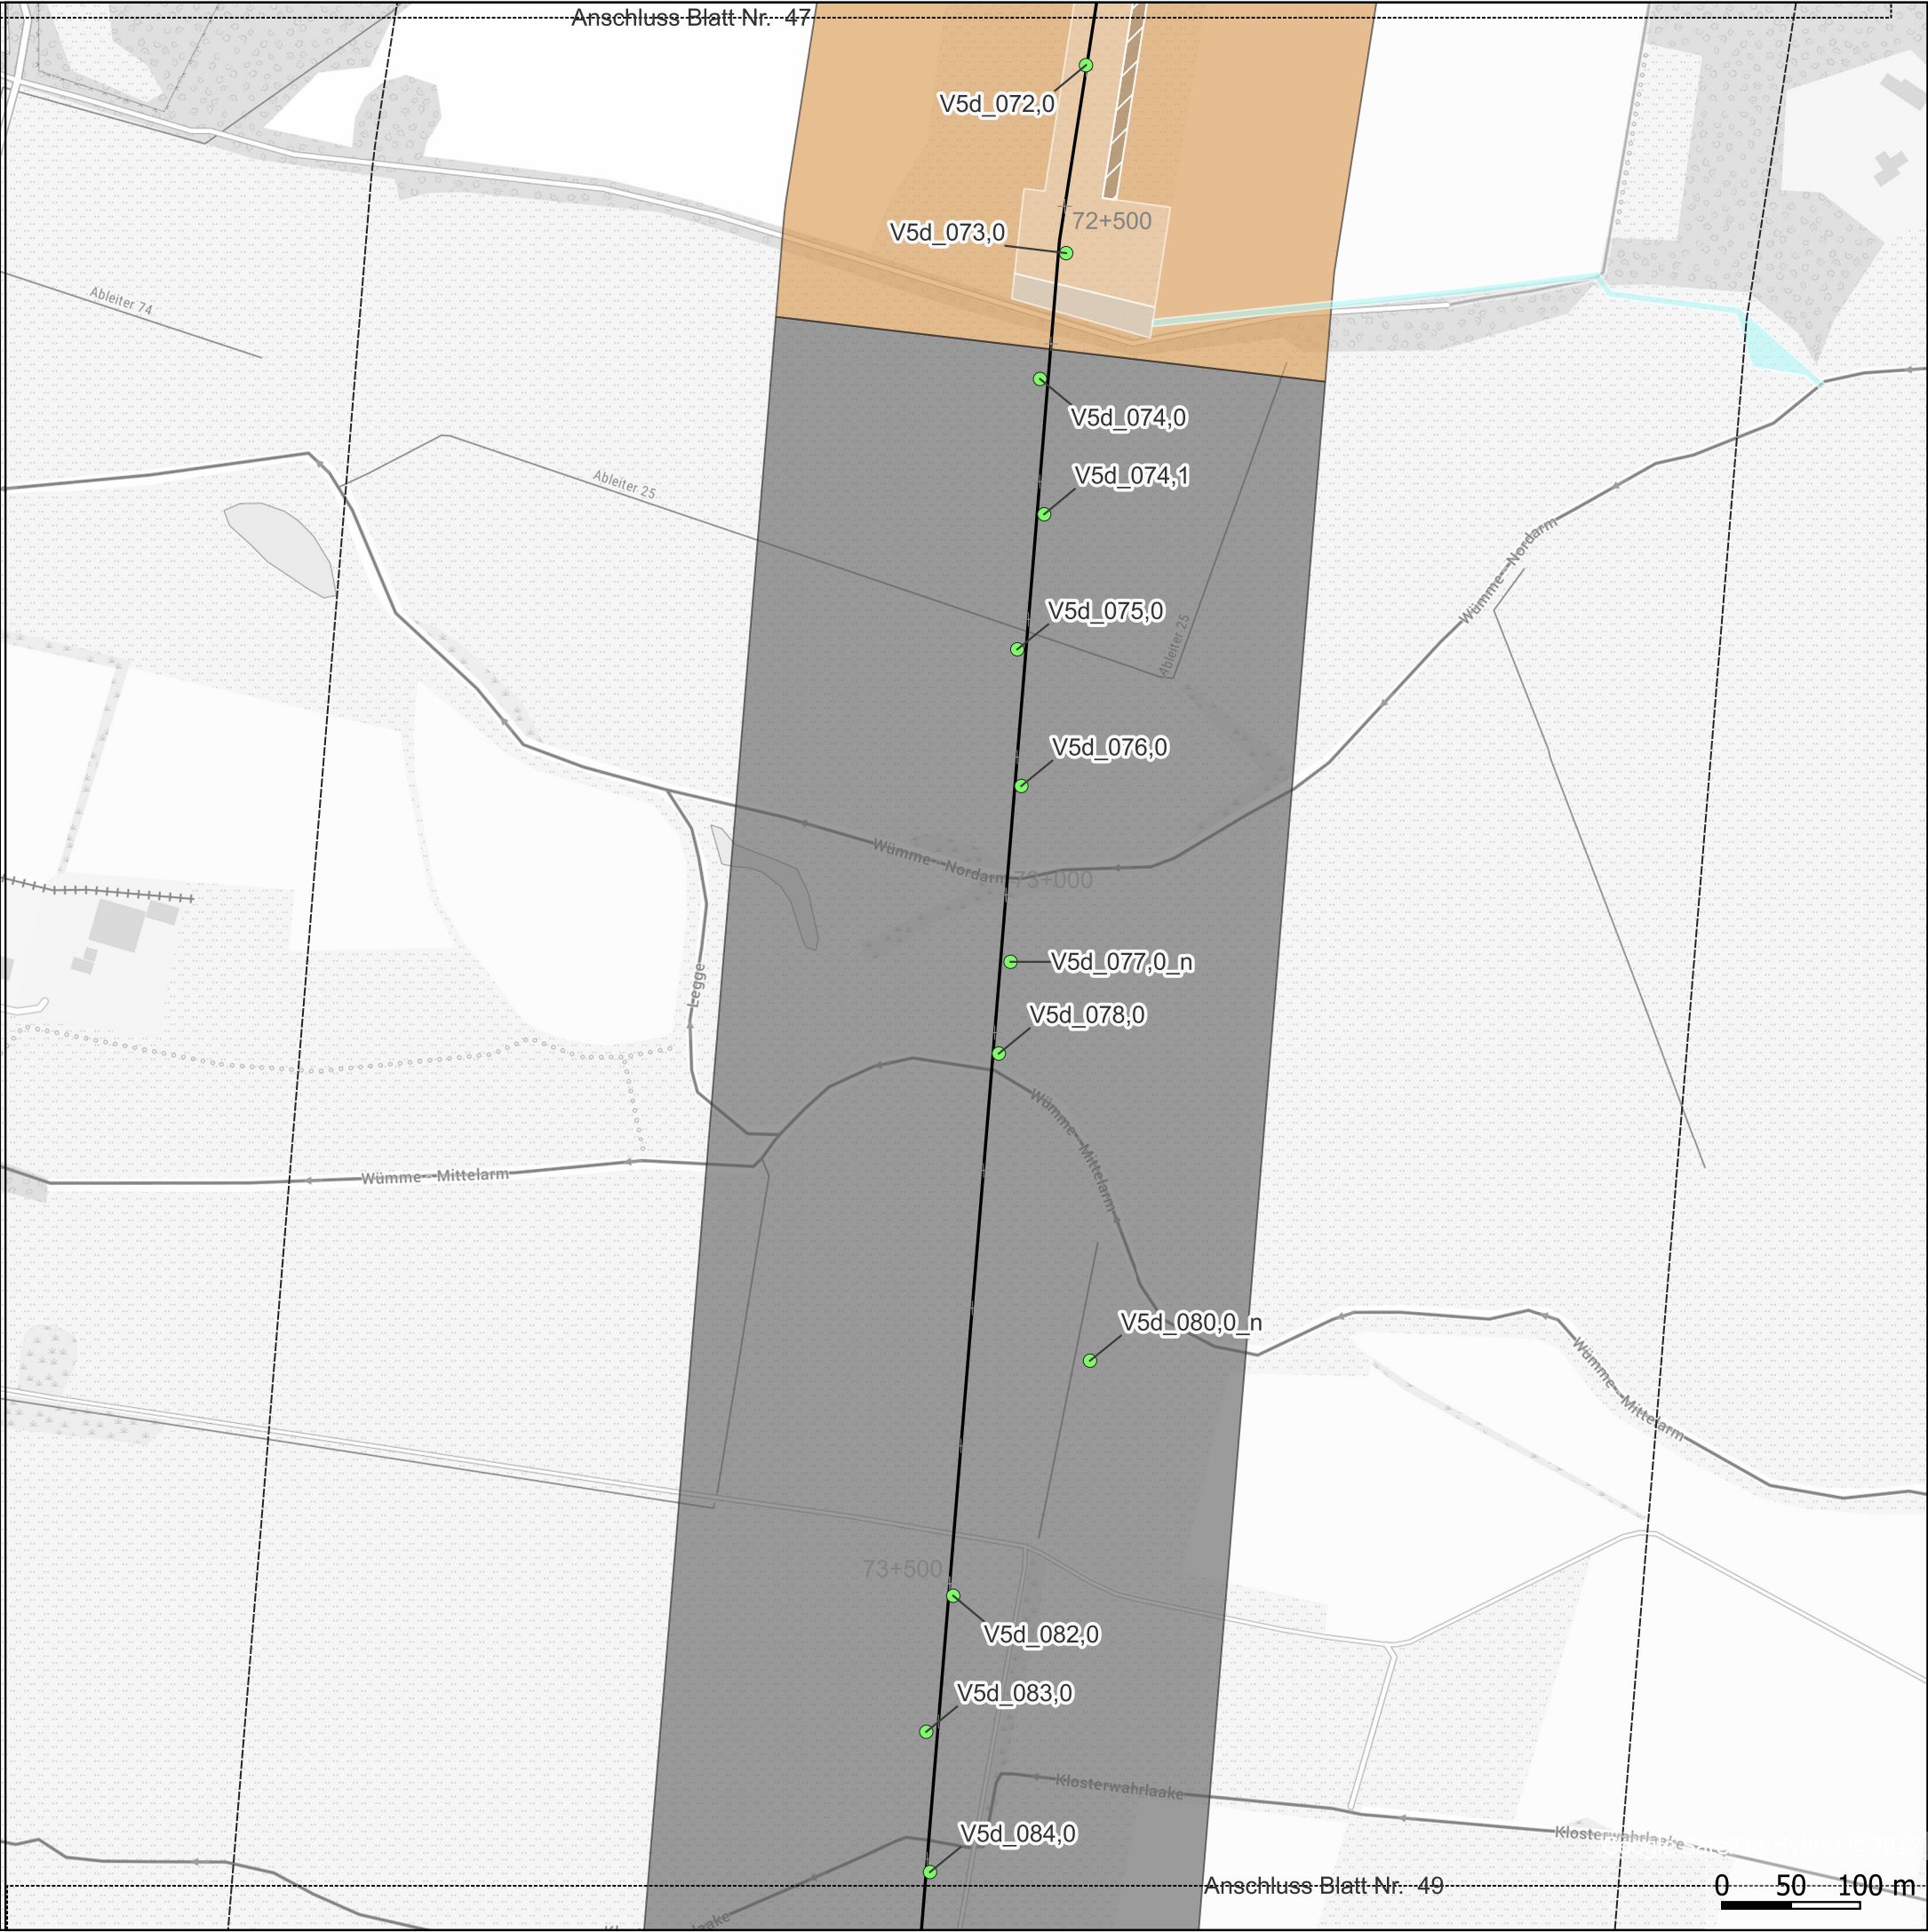 Anschluss Blatt Nr. 47
V5d_072,0
72+500
V5d_073,0
Ableiter 74
V5d_074,0
V5d_074,1
Ableiter 25
Wümme - Nordarm
V5d_075,0
Ableiter 25
V5d_076,0
Wümme - Nordarm
73+000
V5d_077,0_n
Legge
V5d_078,0
Wümme - Mittelarm
Wümme - Mittelarm
V5d_080,0_n
Wümme - Mittelarm
73+500
V5d_082,0
V5d_083,0
Klosterwahrlaake
V5d_084,0
Klosterwahrlaake
Anschluss Blatt Nr. 49
0 50 100 m